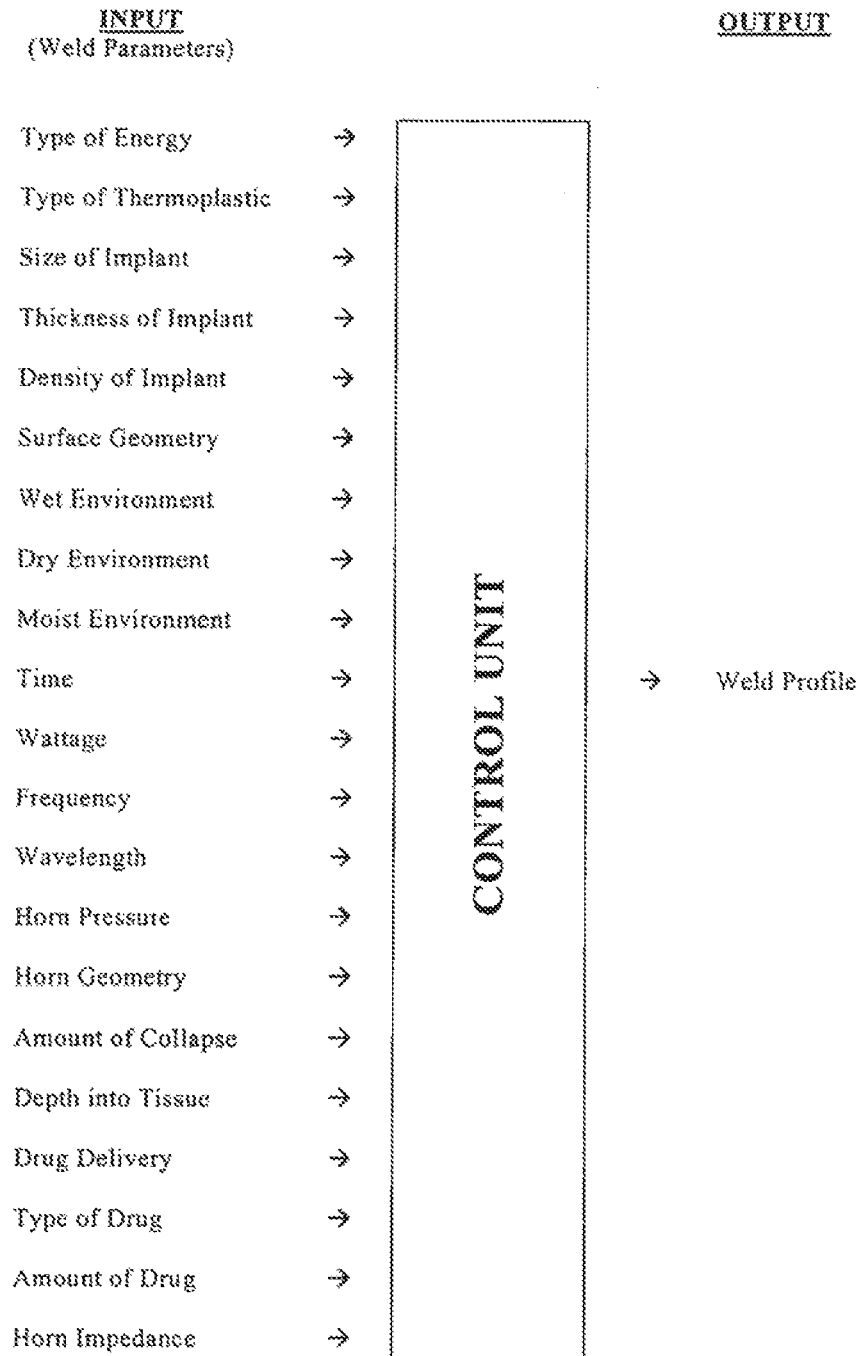 INPUT
(Weld Parameters)
OUTPUT
Type of Energy →
Type of Thermoplastic →
Size of Implant →
Thickness of Implant →
Density of Implant →
Surface Geometry →
Wet Environment →
Dry Environment →
Moist Environment →
Time →
Wattage →
Frequency →
Wavelength →
Horn Pressure →
Horn Geometry →
Amount of Collapse →
Depth into Tissue →
Drug Delivery →
Type of Drug →
Amount of Drug →
Horn Impedance →
CONTROL UNIT
→ Weld Profile